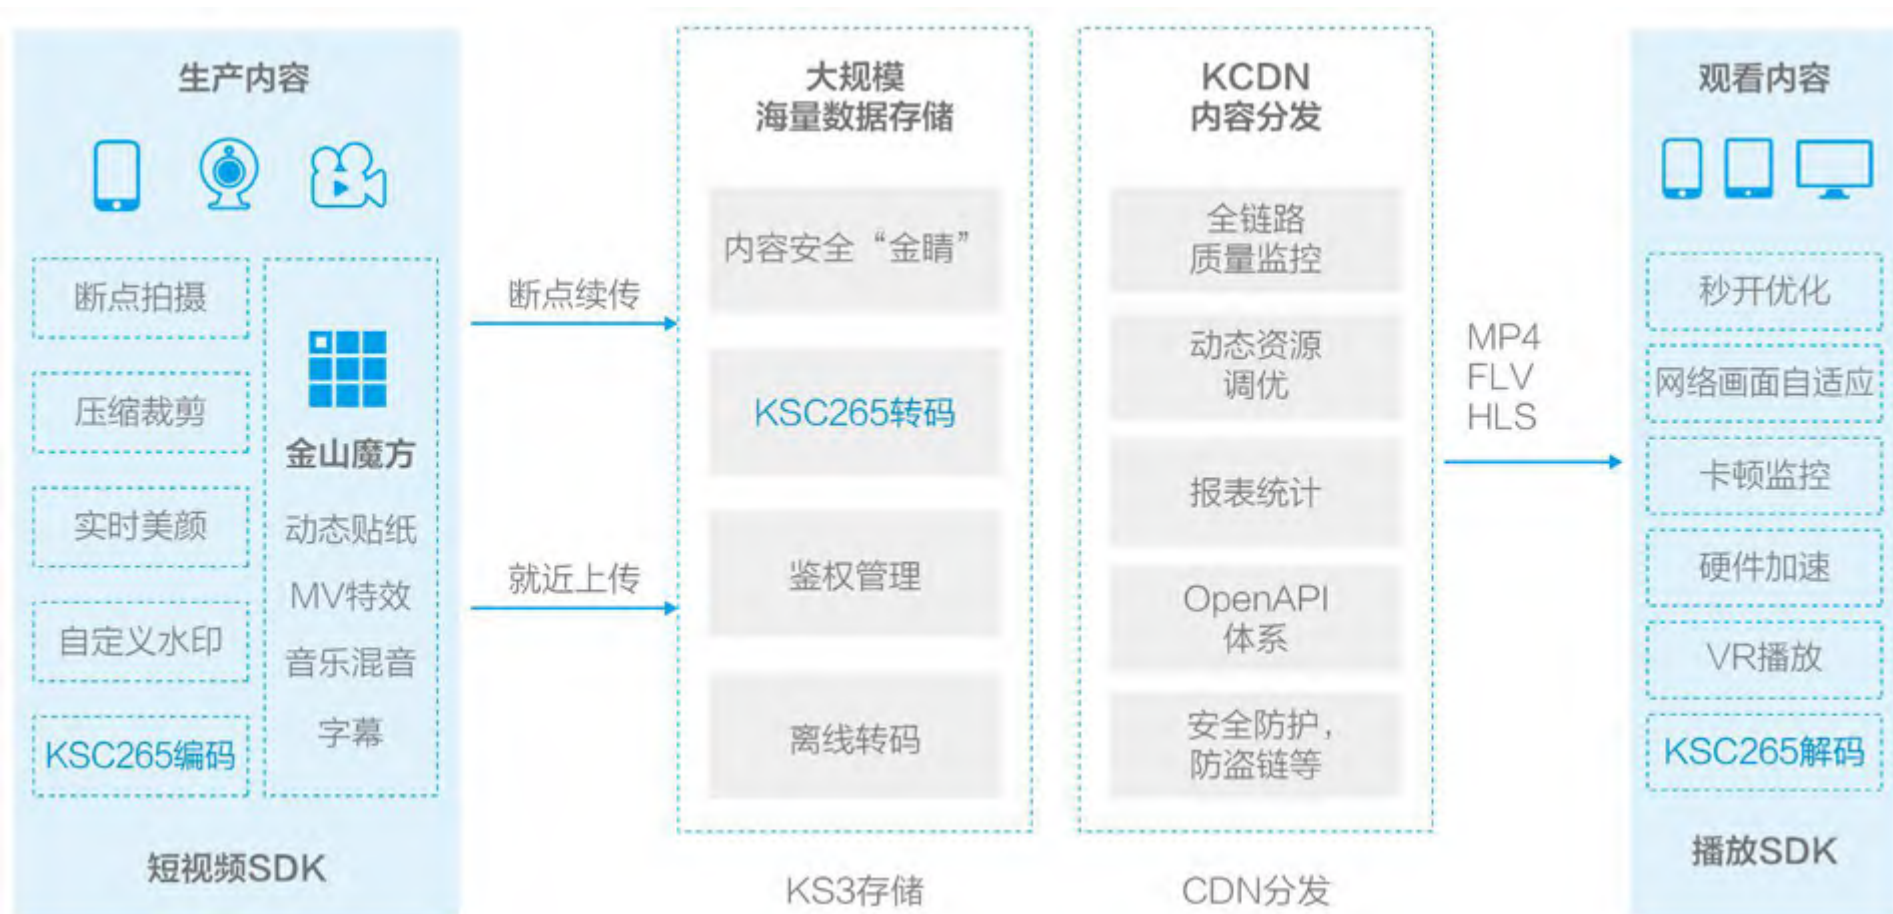 生产内容
断点拍摄
压缩裁剪
实时美颜
自定义水印
KSC265编码
金山魔方
动态贴纸
MV特效
音乐混音
字幕
短视频SDK
断点续传
就近上传
大规模
海量数据存储
内容安全“金睛”
KSC265转码
鉴权管理
离线转码
KS3存储
KCDN
内容分发
全链路
质量监控
动态资源
调优
报表统计
OpenAPI
体系
安全防护,
防盗链等
CDN分发
MP4
FLV
HLS
观看内容
秒开优化
网络画面自适应
卡顿监控
硬件加速
VR播放
KSC265解码
播放SDK